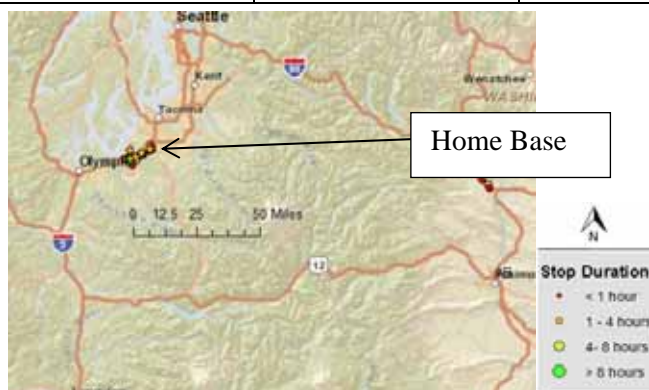 Seattle
90
Kent
Wenatchee
WASHI
Tacoma
Home Base
Olymp
0 12.5 25 50 Miles
5
12
N
Stop Duration
< 1 hour
1 - 4 hours
4- 8 hours
> 8 hours